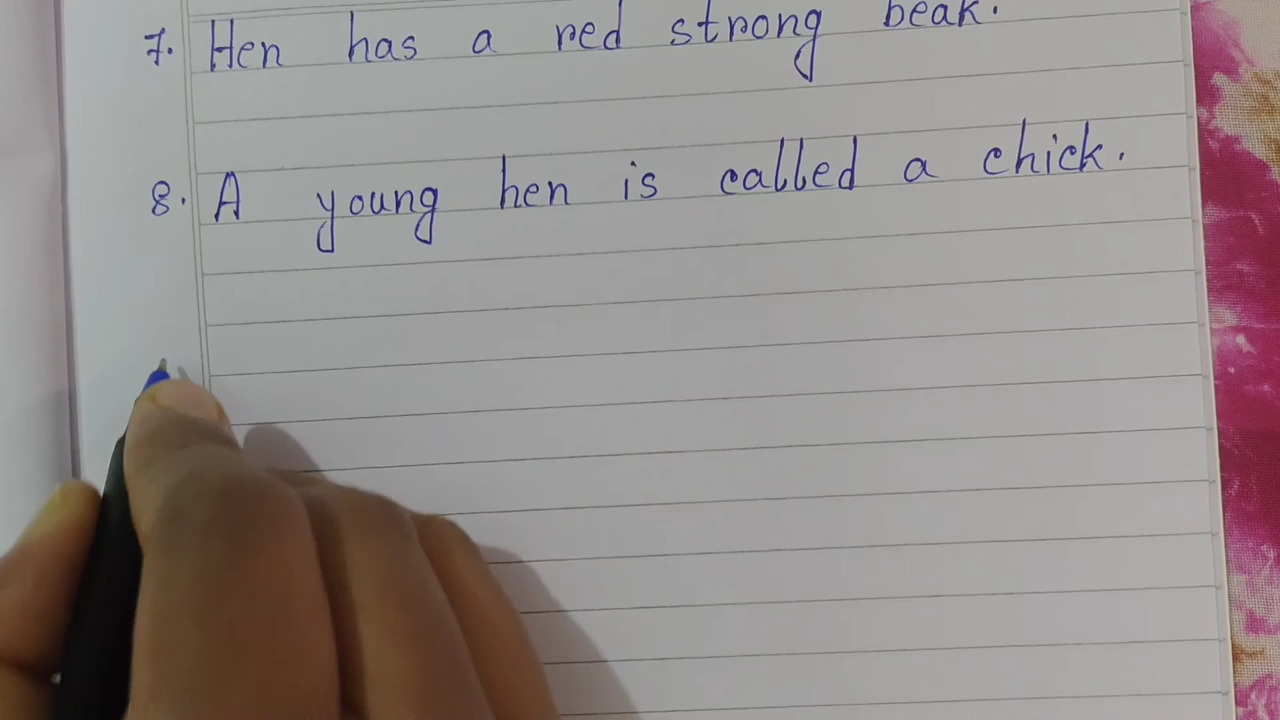 7. Hen has a red strong beak.
8. A young hen is called a chick.